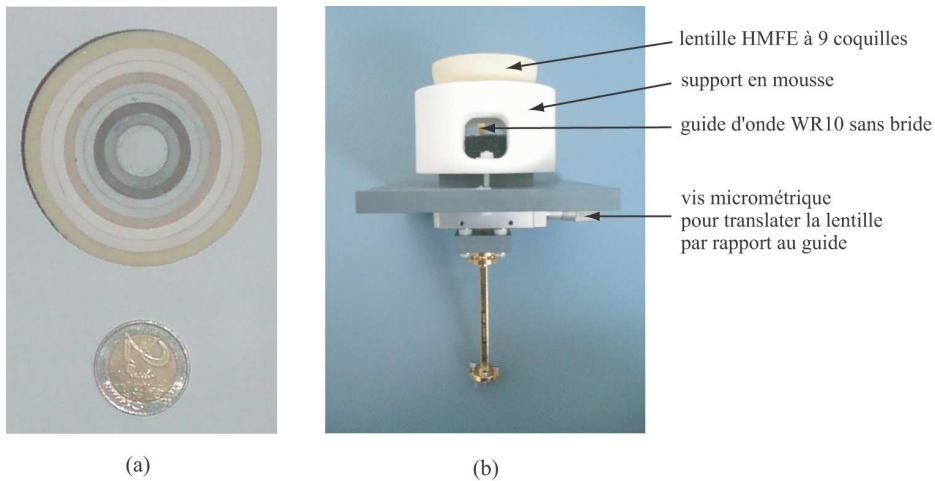 lentille HMFE à 9 coquilles
support en mousse
guide d'onde WR10 sans bride
vis micrométrique
pour translater la lentille
par rapport au guide
(a)
(b)